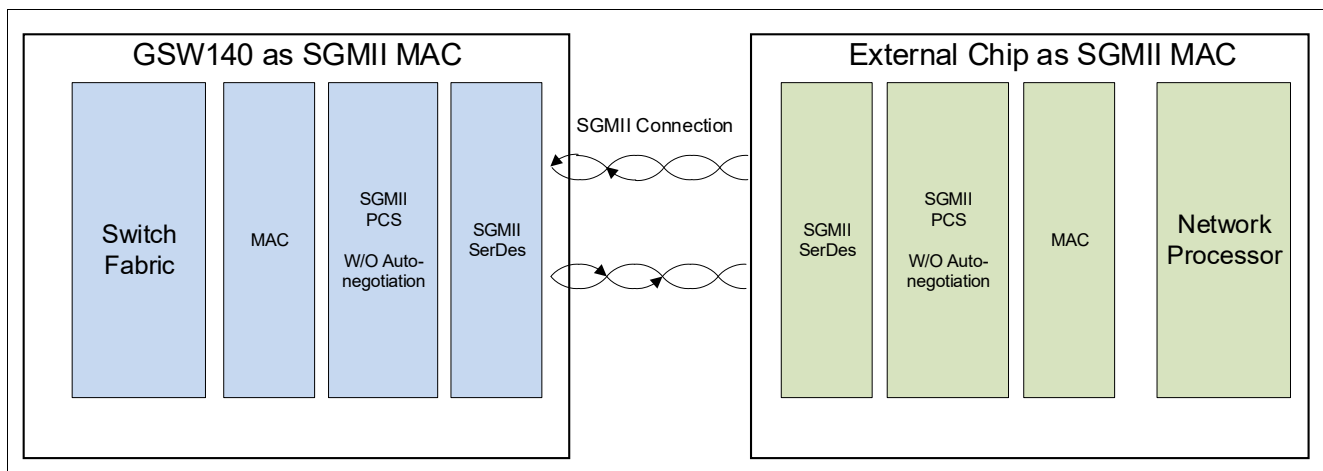 GSW140 as SGMII MAC
Switch
Fabric
MAC
SGMII
PCS
W/O Auto-
negotiation
SGMII
SerDes
SGMII Connection
External Chip as SGMII MAC
SGMII
SerDes
SGMII
PCS
W/O Auto-
negotiation
MAC
Network
Processor